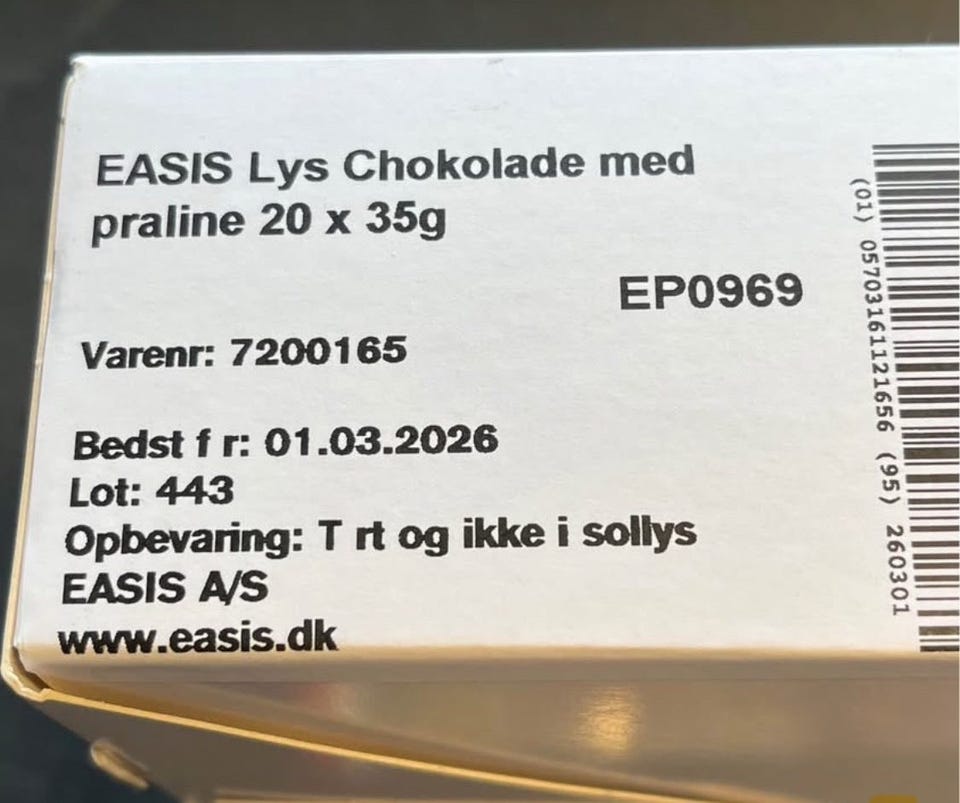 EASIS Lys Chokolade med
praline 20 x 35g
EP0969
Varenr: 7200165
Bedst f r: 01.03.2026
Lot: 443
Opbevaring: T rt og ikke i sollys
EASIS A/S
www.easis.dk
(01) 05703161121656 (95) 260301